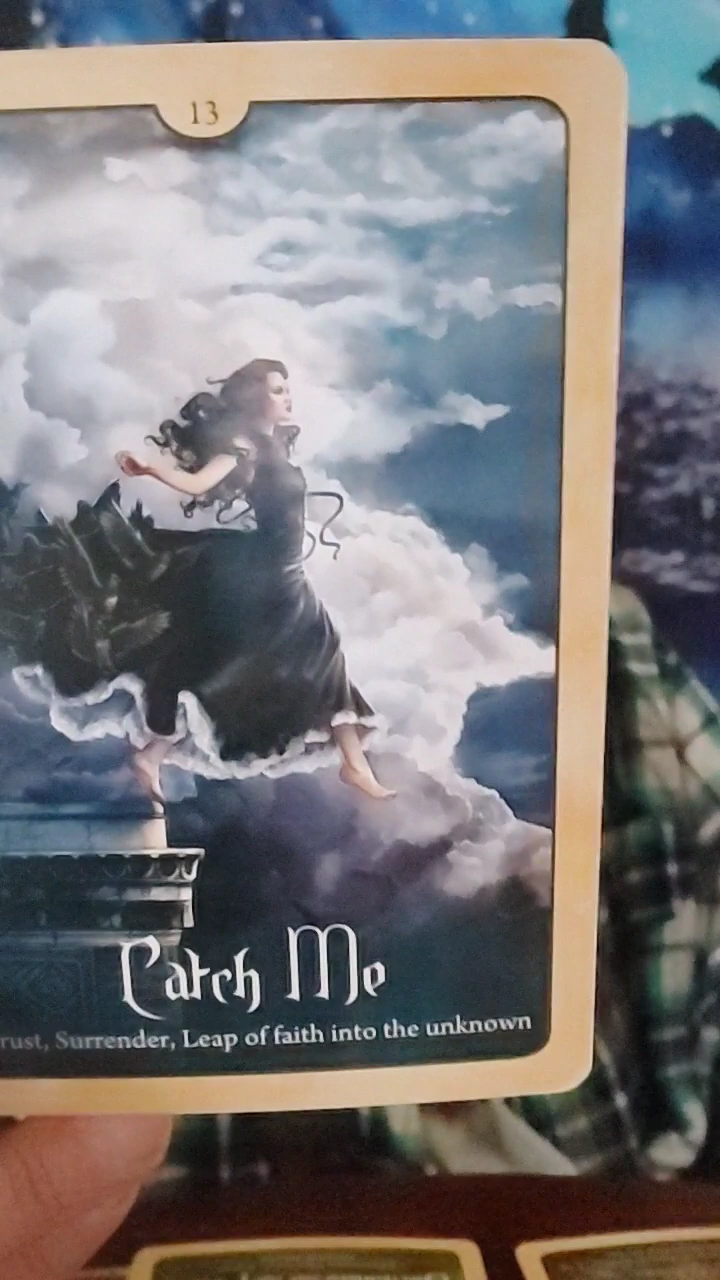 13
Catch Me
rust, Surrender, Leap of faith into the unknown